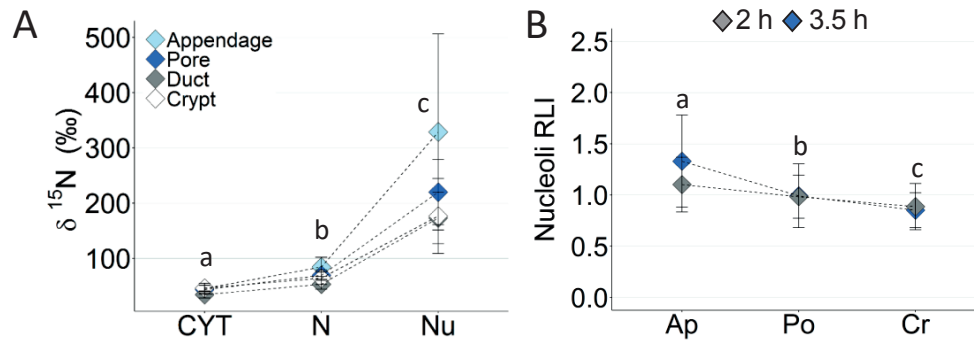 A
δ ¹⁵N (‰)
500
400
300
200
100
Appendage
Pore
Duct
Crypt
a
b
c
CYT N Nu
B
2 h 3.5 h
Nucleoli RLI
2.5
2.0
1.5
1.0
0.5
0.0
a
b
c
Ap Po Cr